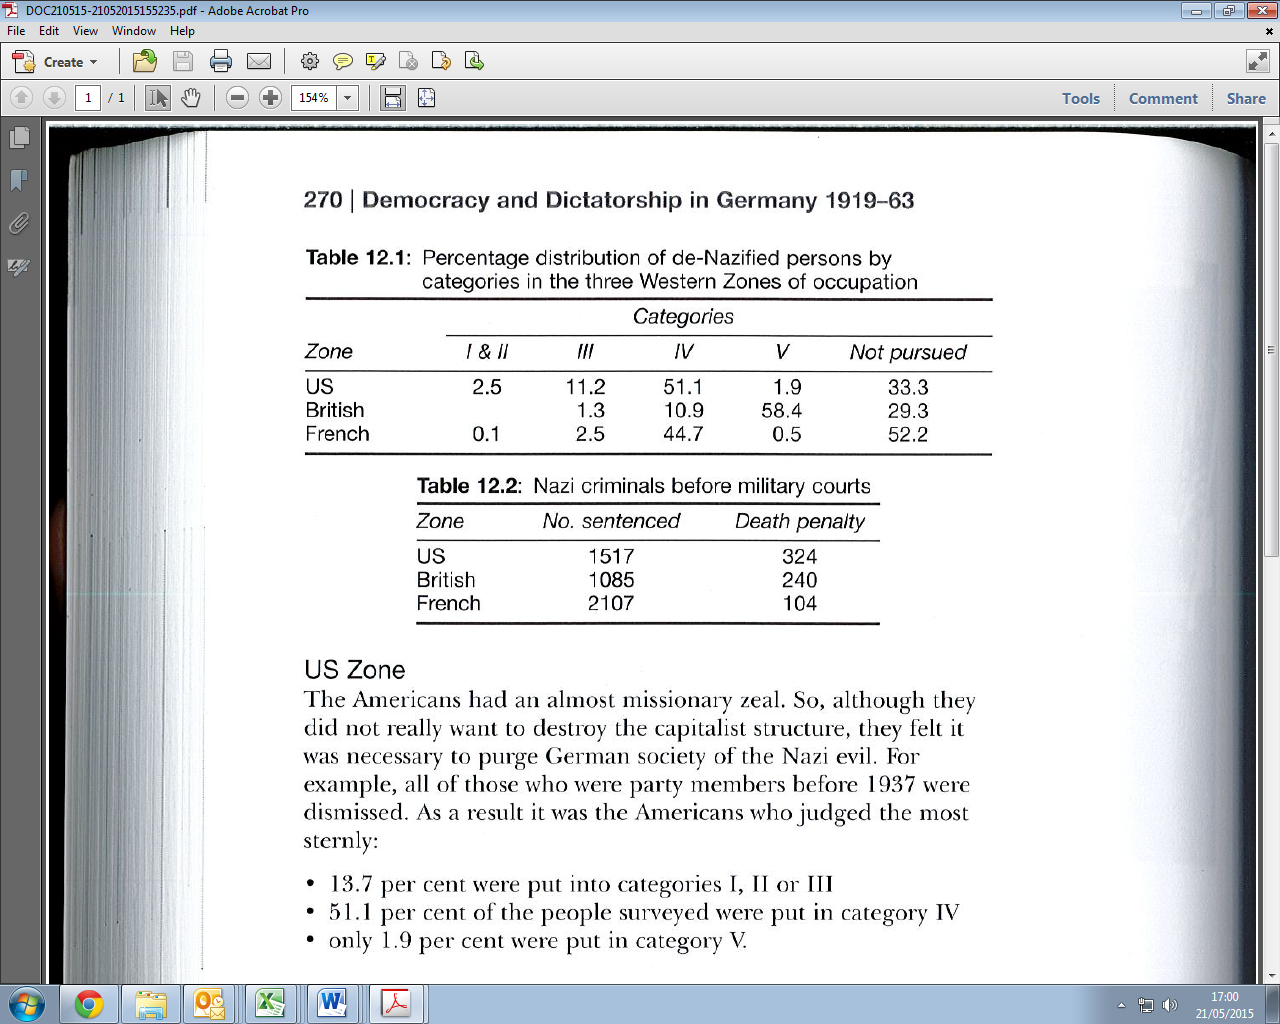 DOC210515-21052015155235.pdf - Adobe Acrobat Pro
File Edit View Window Help
Create
1 / 1 154% Tools Comment Share
270 | Democracy and Dictatorship in Germany 1919–63
Table 12.1: Percentage distribution of de-Nazified persons by
categories in the three Western Zones of occupation
Categories
Zone I & II III IV V Not pursued
US 2.5 11.2 51.1 1.9 33.3
British 1.3 10.9 58.4 29.3
French 0.1 2.5 44.7 0.5 52.2
Table 12.2: Nazi criminals before military courts
Zone No. sentenced Death penalty
US 1517 324
British 1085 240
French 2107 104
US Zone
The Americans had an almost missionary zeal. So, although they
did not really want to destroy the capitalist structure, they felt it
was necessary to purge German society of the Nazi evil. For
example, all of those who were party members before 1937 were
dismissed. As a result it was the Americans who judged the most
sternly:
• 13.7 per cent were put into categories I, II or III
• 51.1 per cent of the people surveyed were put in category IV
• only 1.9 per cent were put in category V.
17:00
21/05/2015